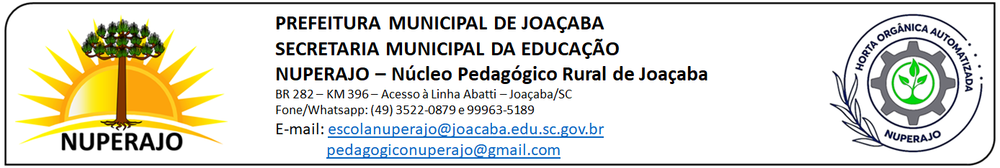 NUPERAJO
PREFEITURA MUNICIPAL DE JOAÇABA
SECRETARIA MUNICIPAL DA EDUCAÇÃO
NUPERAJO – Núcleo Pedagógico Rural de Joaçaba
BR 282 – KM 396 – Acesso à Linha Abatti – Joaçaba/SC
Fone/Whatsapp: (49) 3522-0879 e 99963-5189
E-mail: escolanuperajo@joacaba.edu.sc.gov.br
pedagogiconuperajo@gmail.com
HORTA ORGÂNICA AUTOMATIZADA
NUPERAJO